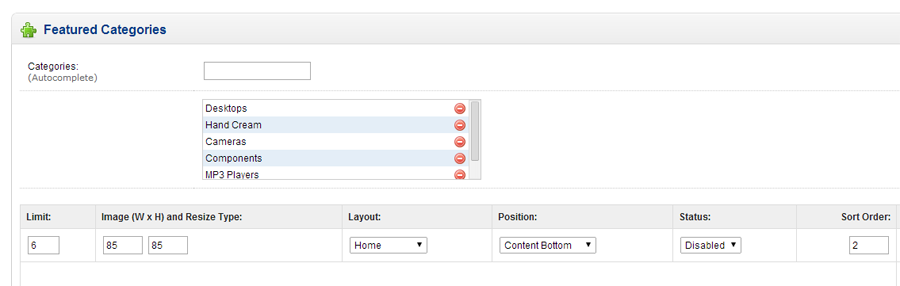 Featured Categories
Categories:
(Autocomplete)
Desktops
Hand Cream
Cameras
Components
MP3 Players
Limit: Image (W x H) and Resize Type: Layout: Position: Status: Sort Order:
6 85 85 Home Content Bottom Disabled 2